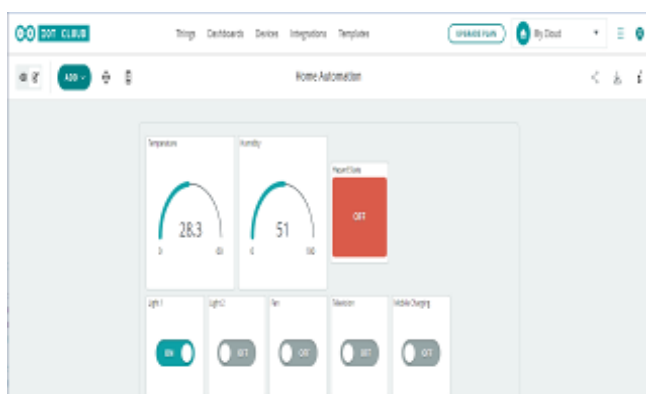 IOT CLOUD
Things Dashboards Devices Integrations Templates
UPGRADE PLAN
My Cloud
ADD
Home Automation
Temperature
Humidity
28.3
51
0
0
100
OFF
Light 1
Light 2
Fan
Television
Mobile Charging
ON
OFF
OFF
OFF
OFF